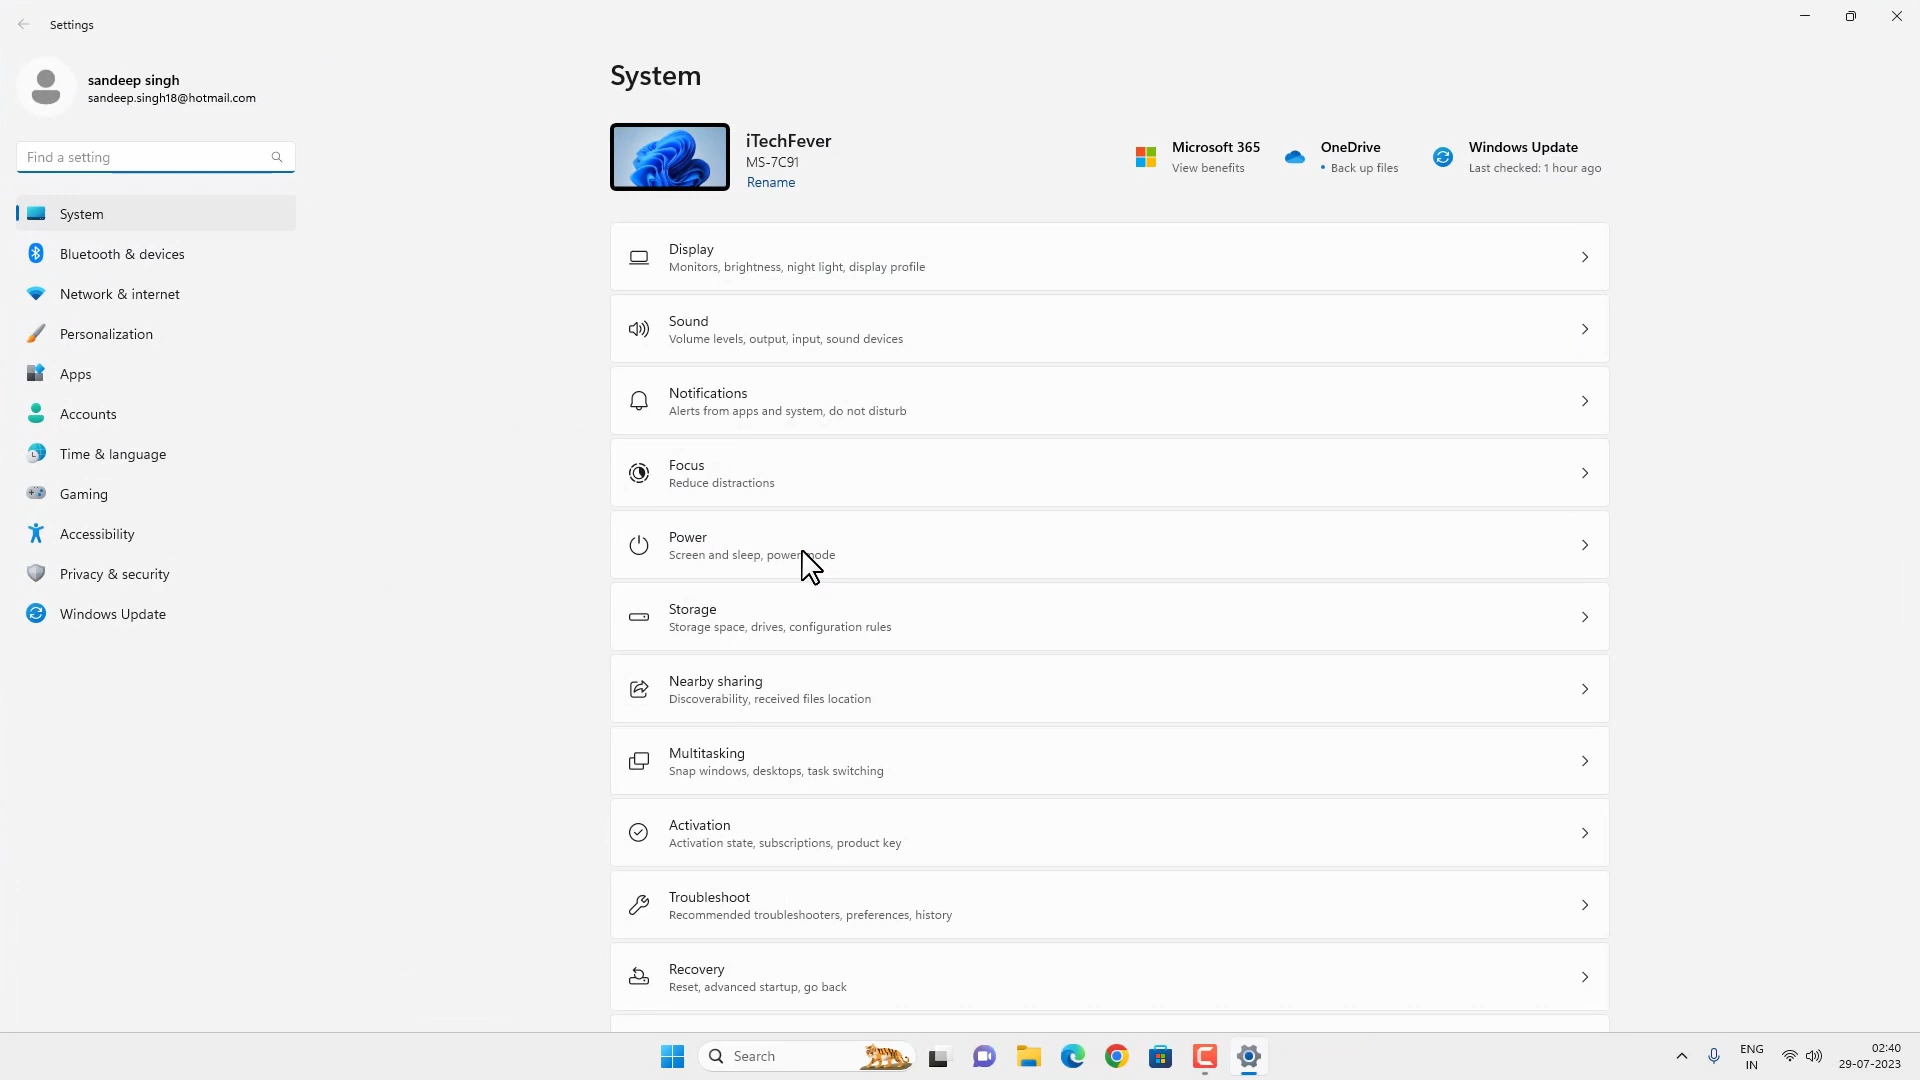 Settings
sandeep singh
sandeep.singh18@hotmail.com
Find a setting
System
Bluetooth & devices
Network & internet
Personalization
Apps
Accounts
Time & language
Gaming
Accessibility
Privacy & security
Windows Update
System
iTechFever
MS-7C91
Rename
Microsoft 365
View benefits
OneDrive
• Back up files
Windows Update
Last checked: 1 hour ago
Display
Monitors, brightness, night light, display profile
Sound
Volume levels, output, input, sound devices
Notifications
Alerts from apps and system, do not disturb
Focus
Reduce distractions
Power
Screen and sleep, power mode
Storage
Storage space, drives, configuration rules
Nearby sharing
Discoverability, received files location
Multitasking
Snap windows, desktops, task switching
Activation
Activation state, subscriptions, product key
Troubleshoot
Recommended troubleshooters, preferences, history
Recovery
Reset, advanced startup, go back
Search
ENG
IN
02:40
29-07-2023